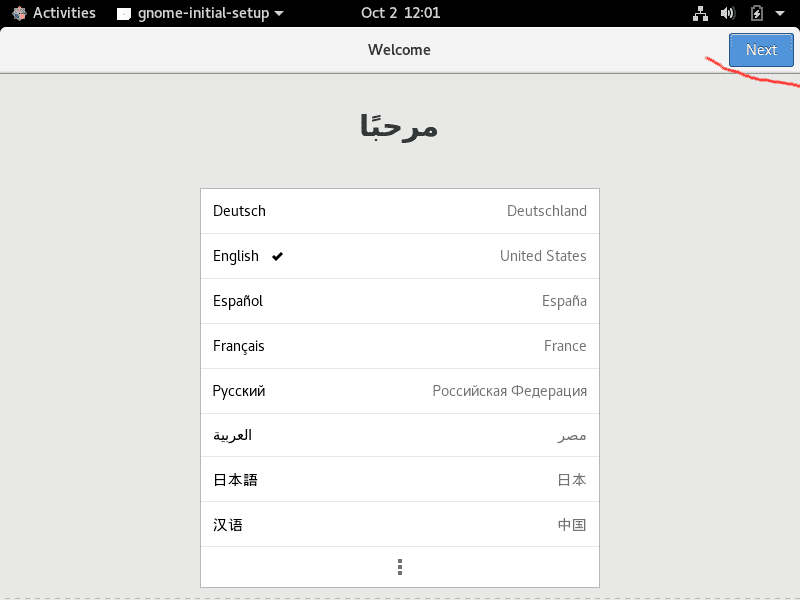 Activities gnome-initial-setup Oct 2 12:01
Welcome Next
مرحبًا
Deutsch Deutschland
English United States
Español España
Français France
Русский Российская Федерация
العربية مصر
日本語 日本
汉语 中国